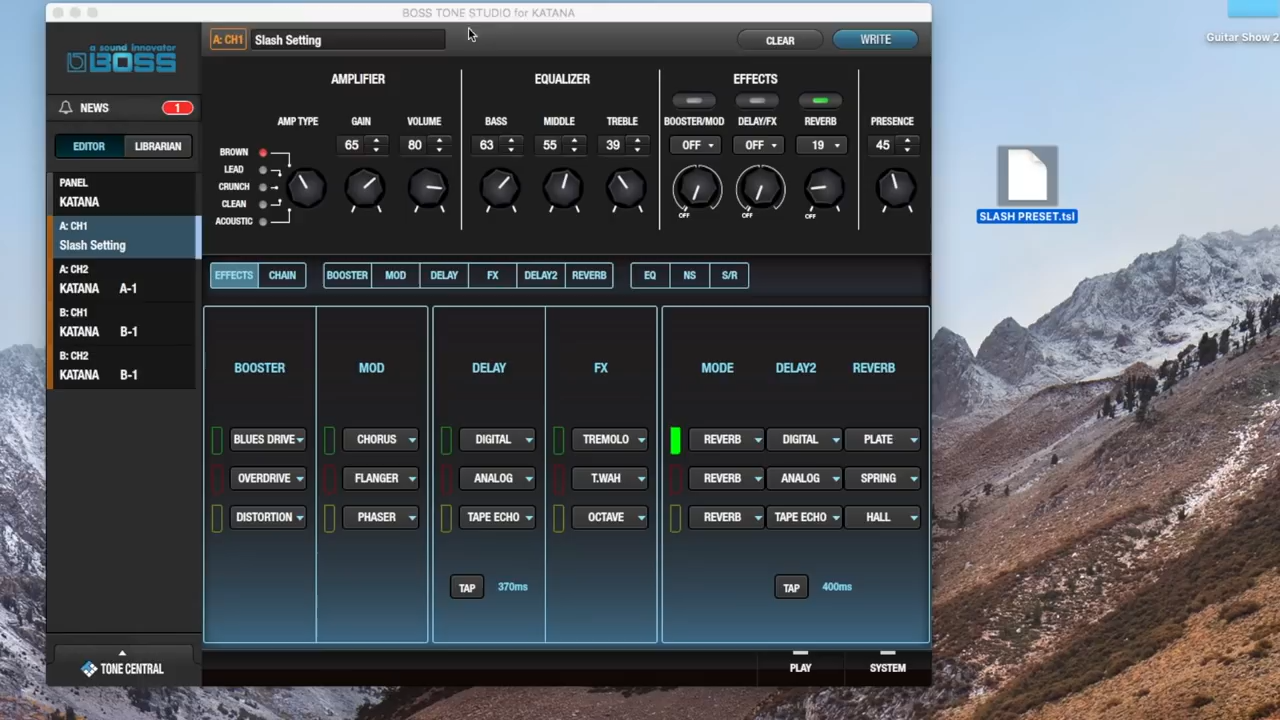 BOSS TONE STUDIO for KATANA
Guitar Show 2
a sound innovator
BOSS
A: CH1
Slash Setting
CLEAR
WRITE
NEWS
1
EDITOR
LIBRARIAN
PANEL
KATANA
A: CH1
Slash Setting
A: CH2
KATANA A-1
B: CH1
KATANA B-1
B: CH2
KATANA B-1
TONE CENTRAL
AMPLIFIER
AMP TYPE
GAIN
VOLUME
65
80
BROWN
LEAD
CRUNCH
CLEAN
ACOUSTIC
EQUALIZER
BASS
MIDDLE
TREBLE
63
55
39
EFFECTS
BOOSTER/MOD
DELAY/FX
REVERB
OFF
OFF
19
OFF
OFF
OFF
PRESENCE
45
EFFECTS
CHAIN
BOOSTER
MOD
DELAY
FX
DELAY2
REVERB
EQ
NS
S/R
BOOSTER
MOD
DELAY
FX
MODE
DELAY2
REVERB
BLUES DRIVE
CHORUS
DIGITAL
TREMOLO
REVERB
DIGITAL
PLATE
OVERDRIVE
FLANGER
ANALOG
T.WAH
REVERB
ANALOG
SPRING
DISTORTION
PHASER
TAPE ECHO
OCTAVE
REVERB
TAPE ECHO
HALL
TAP
370ms
TAP
400ms
PLAY
SYSTEM
SLASH PRESET.tsl